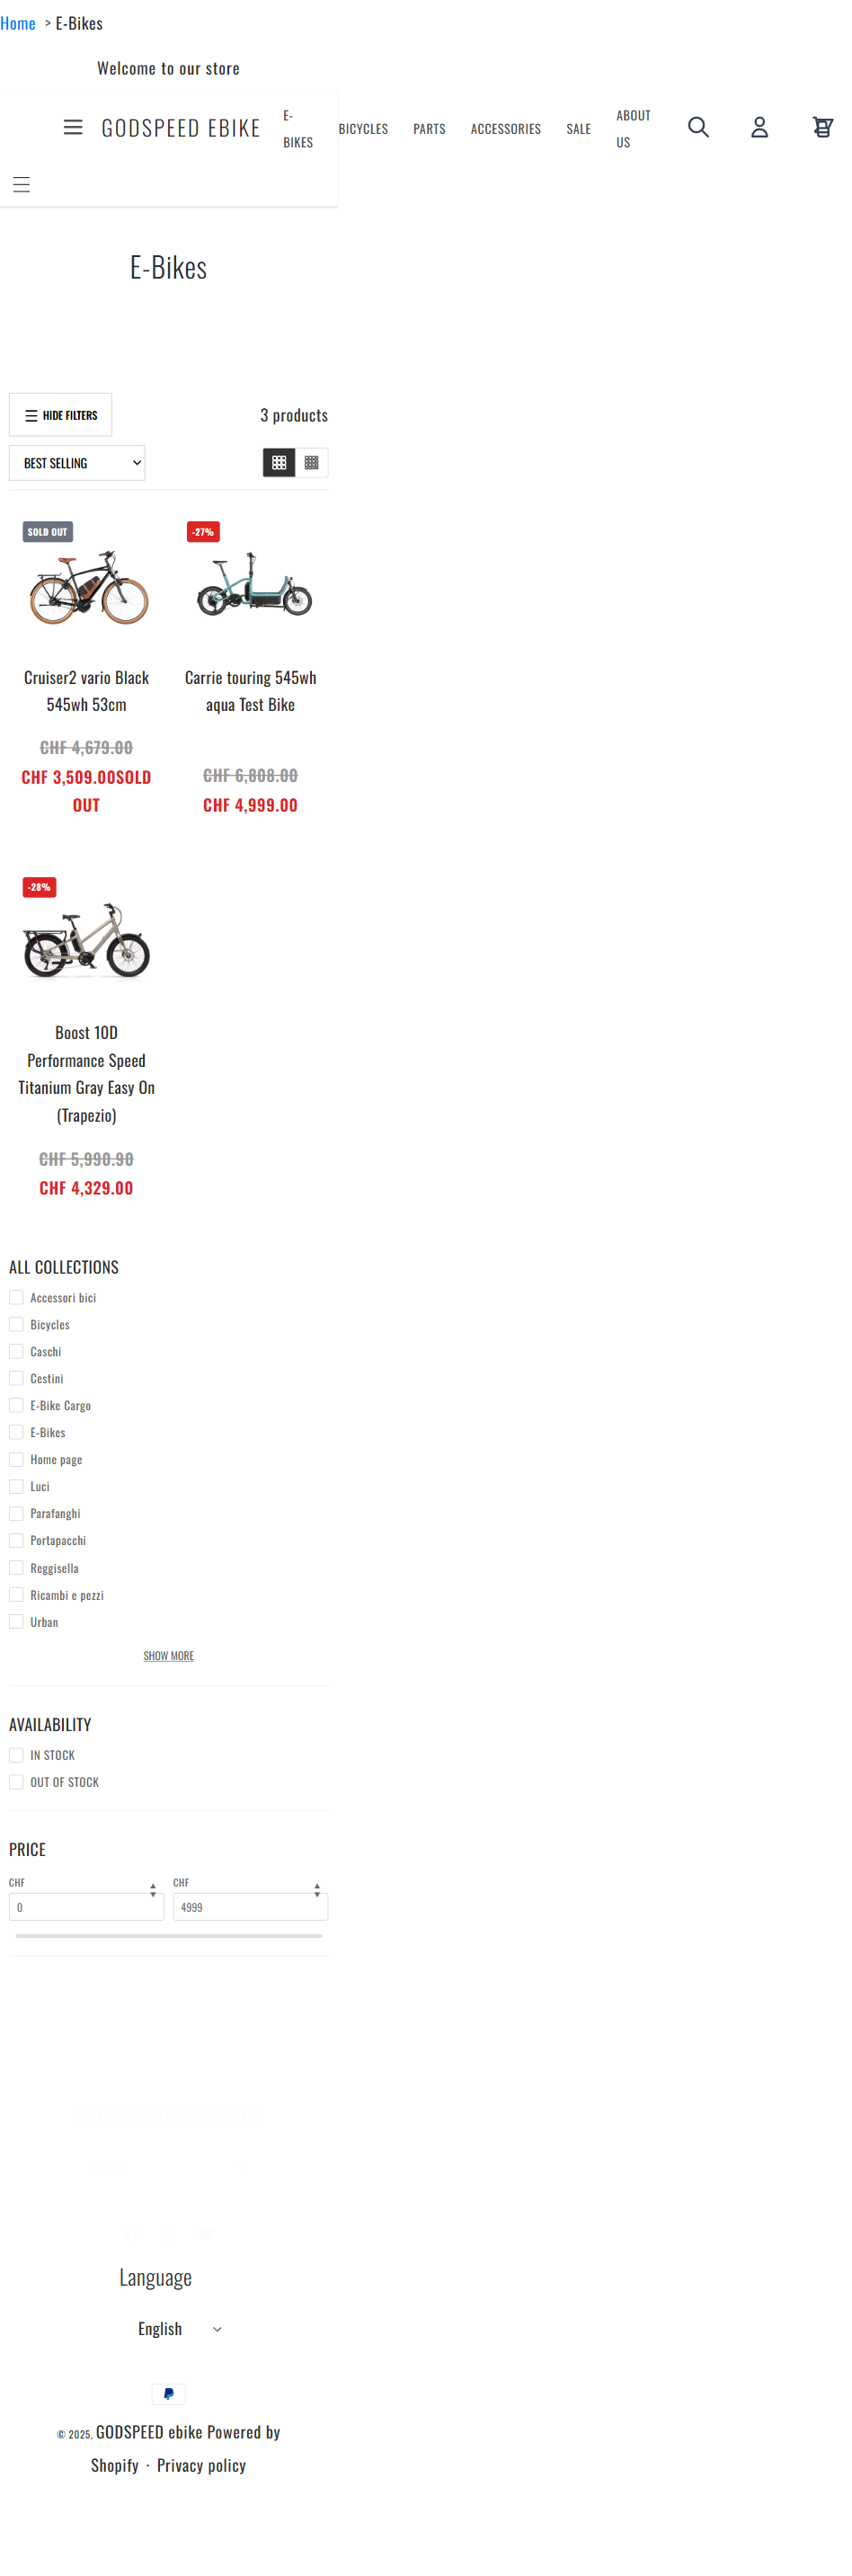 Home > E-Bikes
Welcome to our store
GODSPEED EBIKE
E-
BIKES
BICYCLES
PARTS
ACCESSORIES
SALE
ABOUT
US
E-Bikes
HIDE FILTERS
3 products
BEST SELLING
SOLD OUT
Cruiser2 vario Black
545wh 53cm
CHF 4,679.00
CHF 3,509.00SOLD
OUT
-27%
Carrie touring 545wh
aqua Test Bike
CHF 6,808.00
CHF 4,999.00
-28%
Boost 10D
Performance Speed
Titanium Gray Easy On
(Trapezio)
CHF 5,990.90
CHF 4,329.00
ALL COLLECTIONS
Accessori bici
Bicycles
Caschi
Cestini
E-Bike Cargo
E-Bikes
Home page
Luci
Parafanghi
Portapacchi
Reggisella
Ricambi e pezzi
Urban
SHOW MORE
AVAILABILITY
IN STOCK
OUT OF STOCK
PRICE
CHF
0
CHF
4999
Language
English
© 2025, GODSPEED ebike Powered by
Shopify · Privacy policy